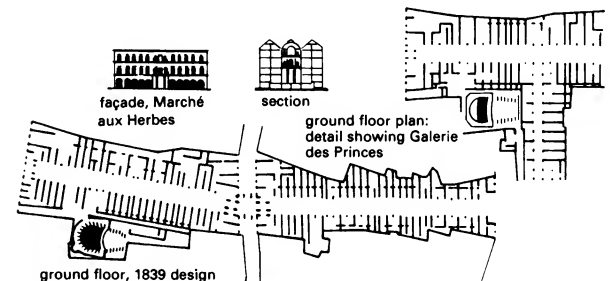 façade, Marché
aux Herbes
section
ground floor plan:
detail showing Galerie
des Princes
ground floor, 1839 design